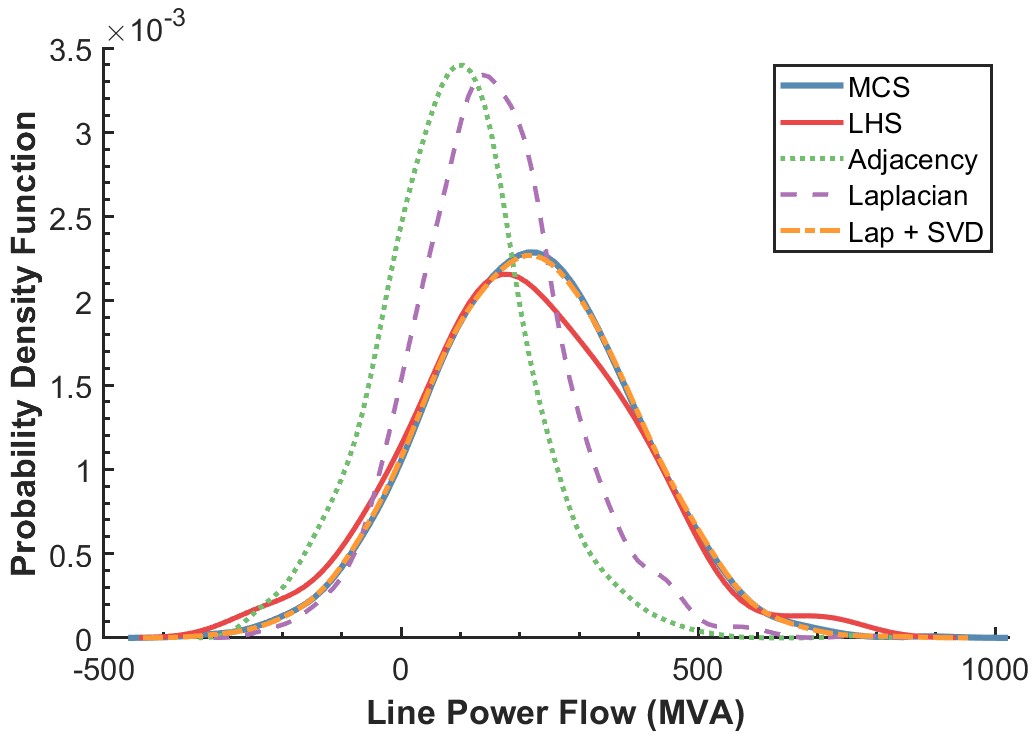 ×10-3
3.5
3
2.5
2
1.5
1
0.5
0
Probability Density Function
-500
0
500
1000
Line Power Flow (MVA)
MCS
LHS
Adjacency
Laplacian
Lap + SVD